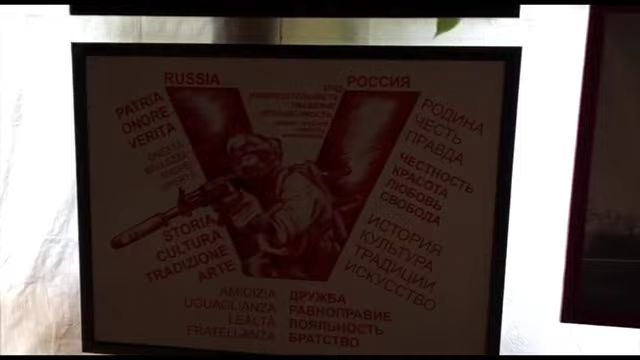 RUSSIA
РОССИЯ
PATRIA
ONORE
VERITA
STORIA
CULTURA
TRADIZIONE
ARTE
РОДИНА
ЧЕСТЬ
ПРАВДА
ЧЕСТНОСТЬ
КРАСОТА
ЛЮБОВЬ
СВОБОДА
ИСТОРИЯ
КУЛЬТУРА
ТРАДИЦИИ
ИСКУССТВО
AMICIZIA ДРУЖБА
UGUAGLIANZA РАВНОПРАВИЕ
LEALTÀ ЛОЯЛЬНОСТЬ
FRATELLANZA БРАТСТВО